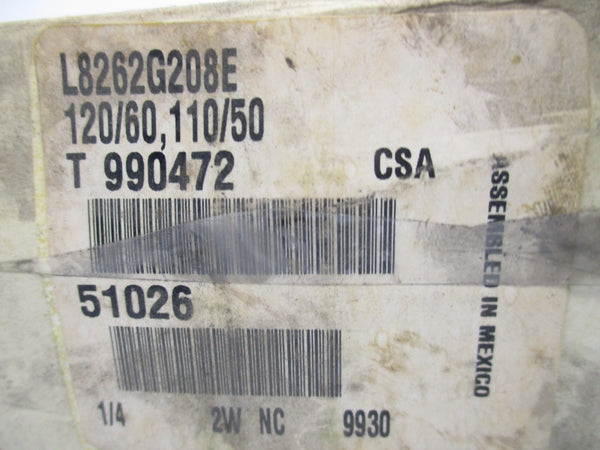 L8262G208E
120/60,110/50
T 990472 CSA
51026
1/4 2W NC 9930
ASSEMBLED IN MEXICO